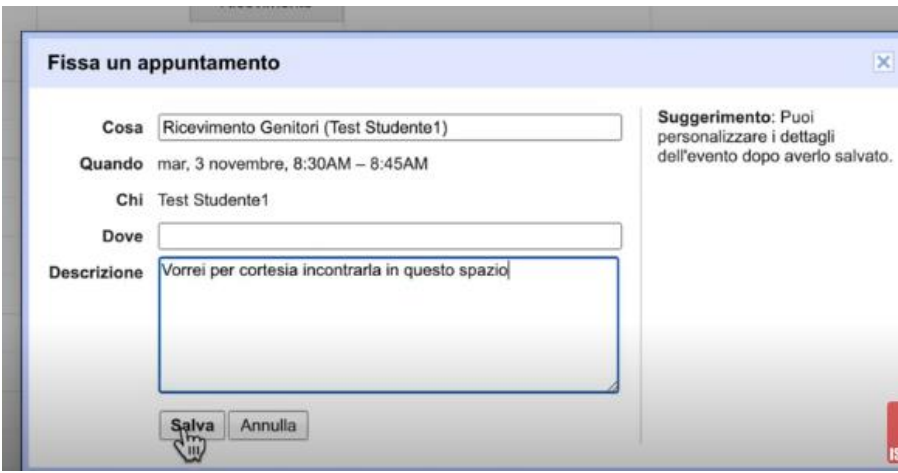 Fissa un appuntamento
Cosa Ricevimento Genitori (Test Studente1)
Quando mar, 3 novembre, 8:30AM – 8:45AM
Chi Test Studente1
Dove
Descrizione Vorrei per cortesia incontrarla in questo spazio
Salva Annulla
Suggerimento: Puoi
personalizzare i dettagli
dell'evento dopo averlo salvato.